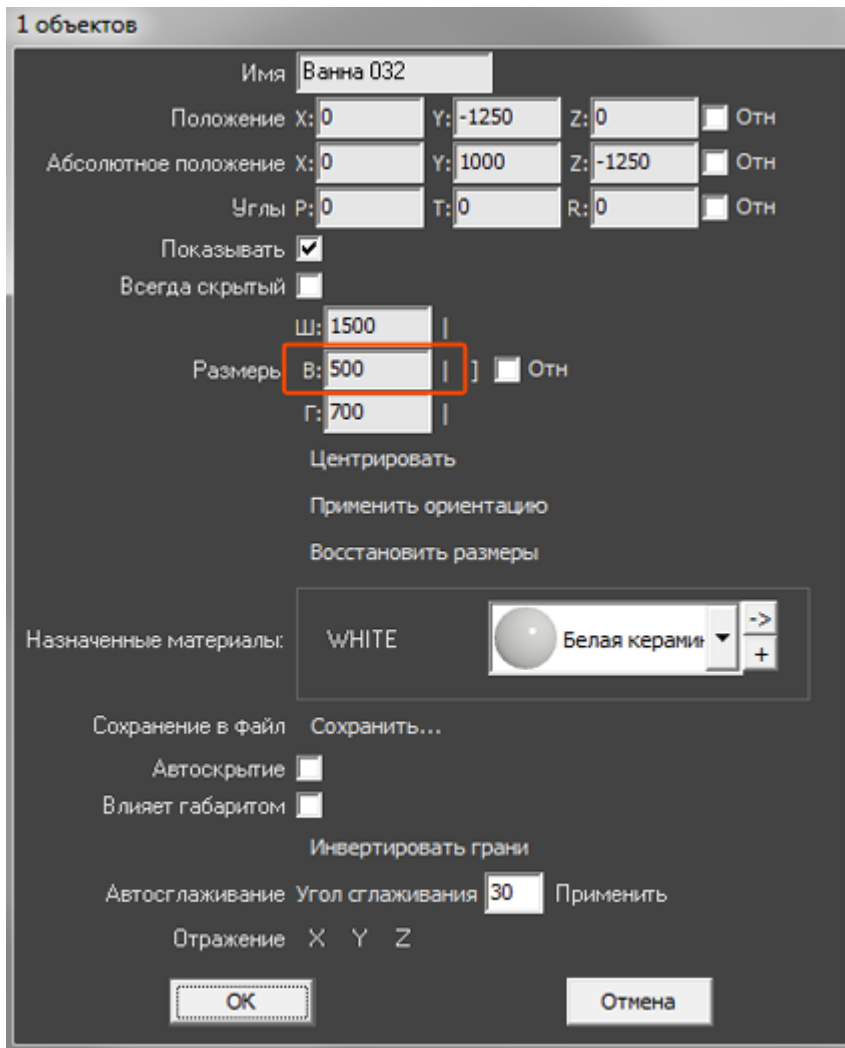 1 объектов
Имя Ванна 032
Положение X: 0 Y: -1250 Z: 0 Отн
Абсолютное положение X: 0 Y: 1000 Z: -1250 Отн
Углы P: 0 T: 0 R: 0 Отн
Показывать
Всегда скрытый
Ш: 1500 |
Размеры В: 500 | ] Отн
Г: 700 |
Центрировать
Применить ориентацию
Восстановить размеры
Назначенные материалы: WHITE Белая керамик ->
+
Сохранение в файл Сохранить...
Автоскрытие
Влияет габаритом
Инвертировать грани
Автосглаживание Угол сглаживания 30 Применить
Отражение X Y Z
OK Отмена